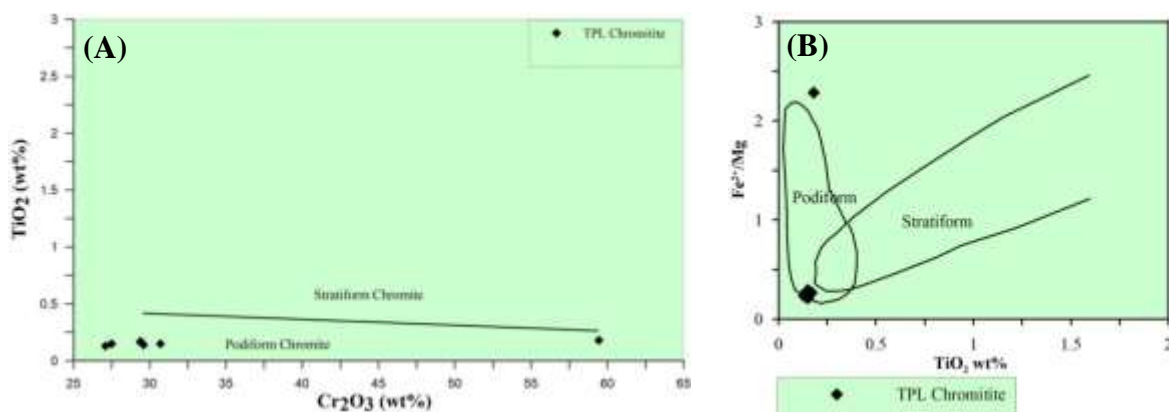 (A)
TPL Chromitite
TiO2 (wt%)
3
2.5
2
1.5
1
0.5
0
Stratiform Chromite
Podiform Chromite
25 30 35 40 45 50 55 60 65
Cr2O3 (wt%)
(B)
Fe²⁺/Mg
3
2
1
0
Podiform
Stratiform
0.5 1 1.5 2
TiO₂ wt%
TPL Chromitite